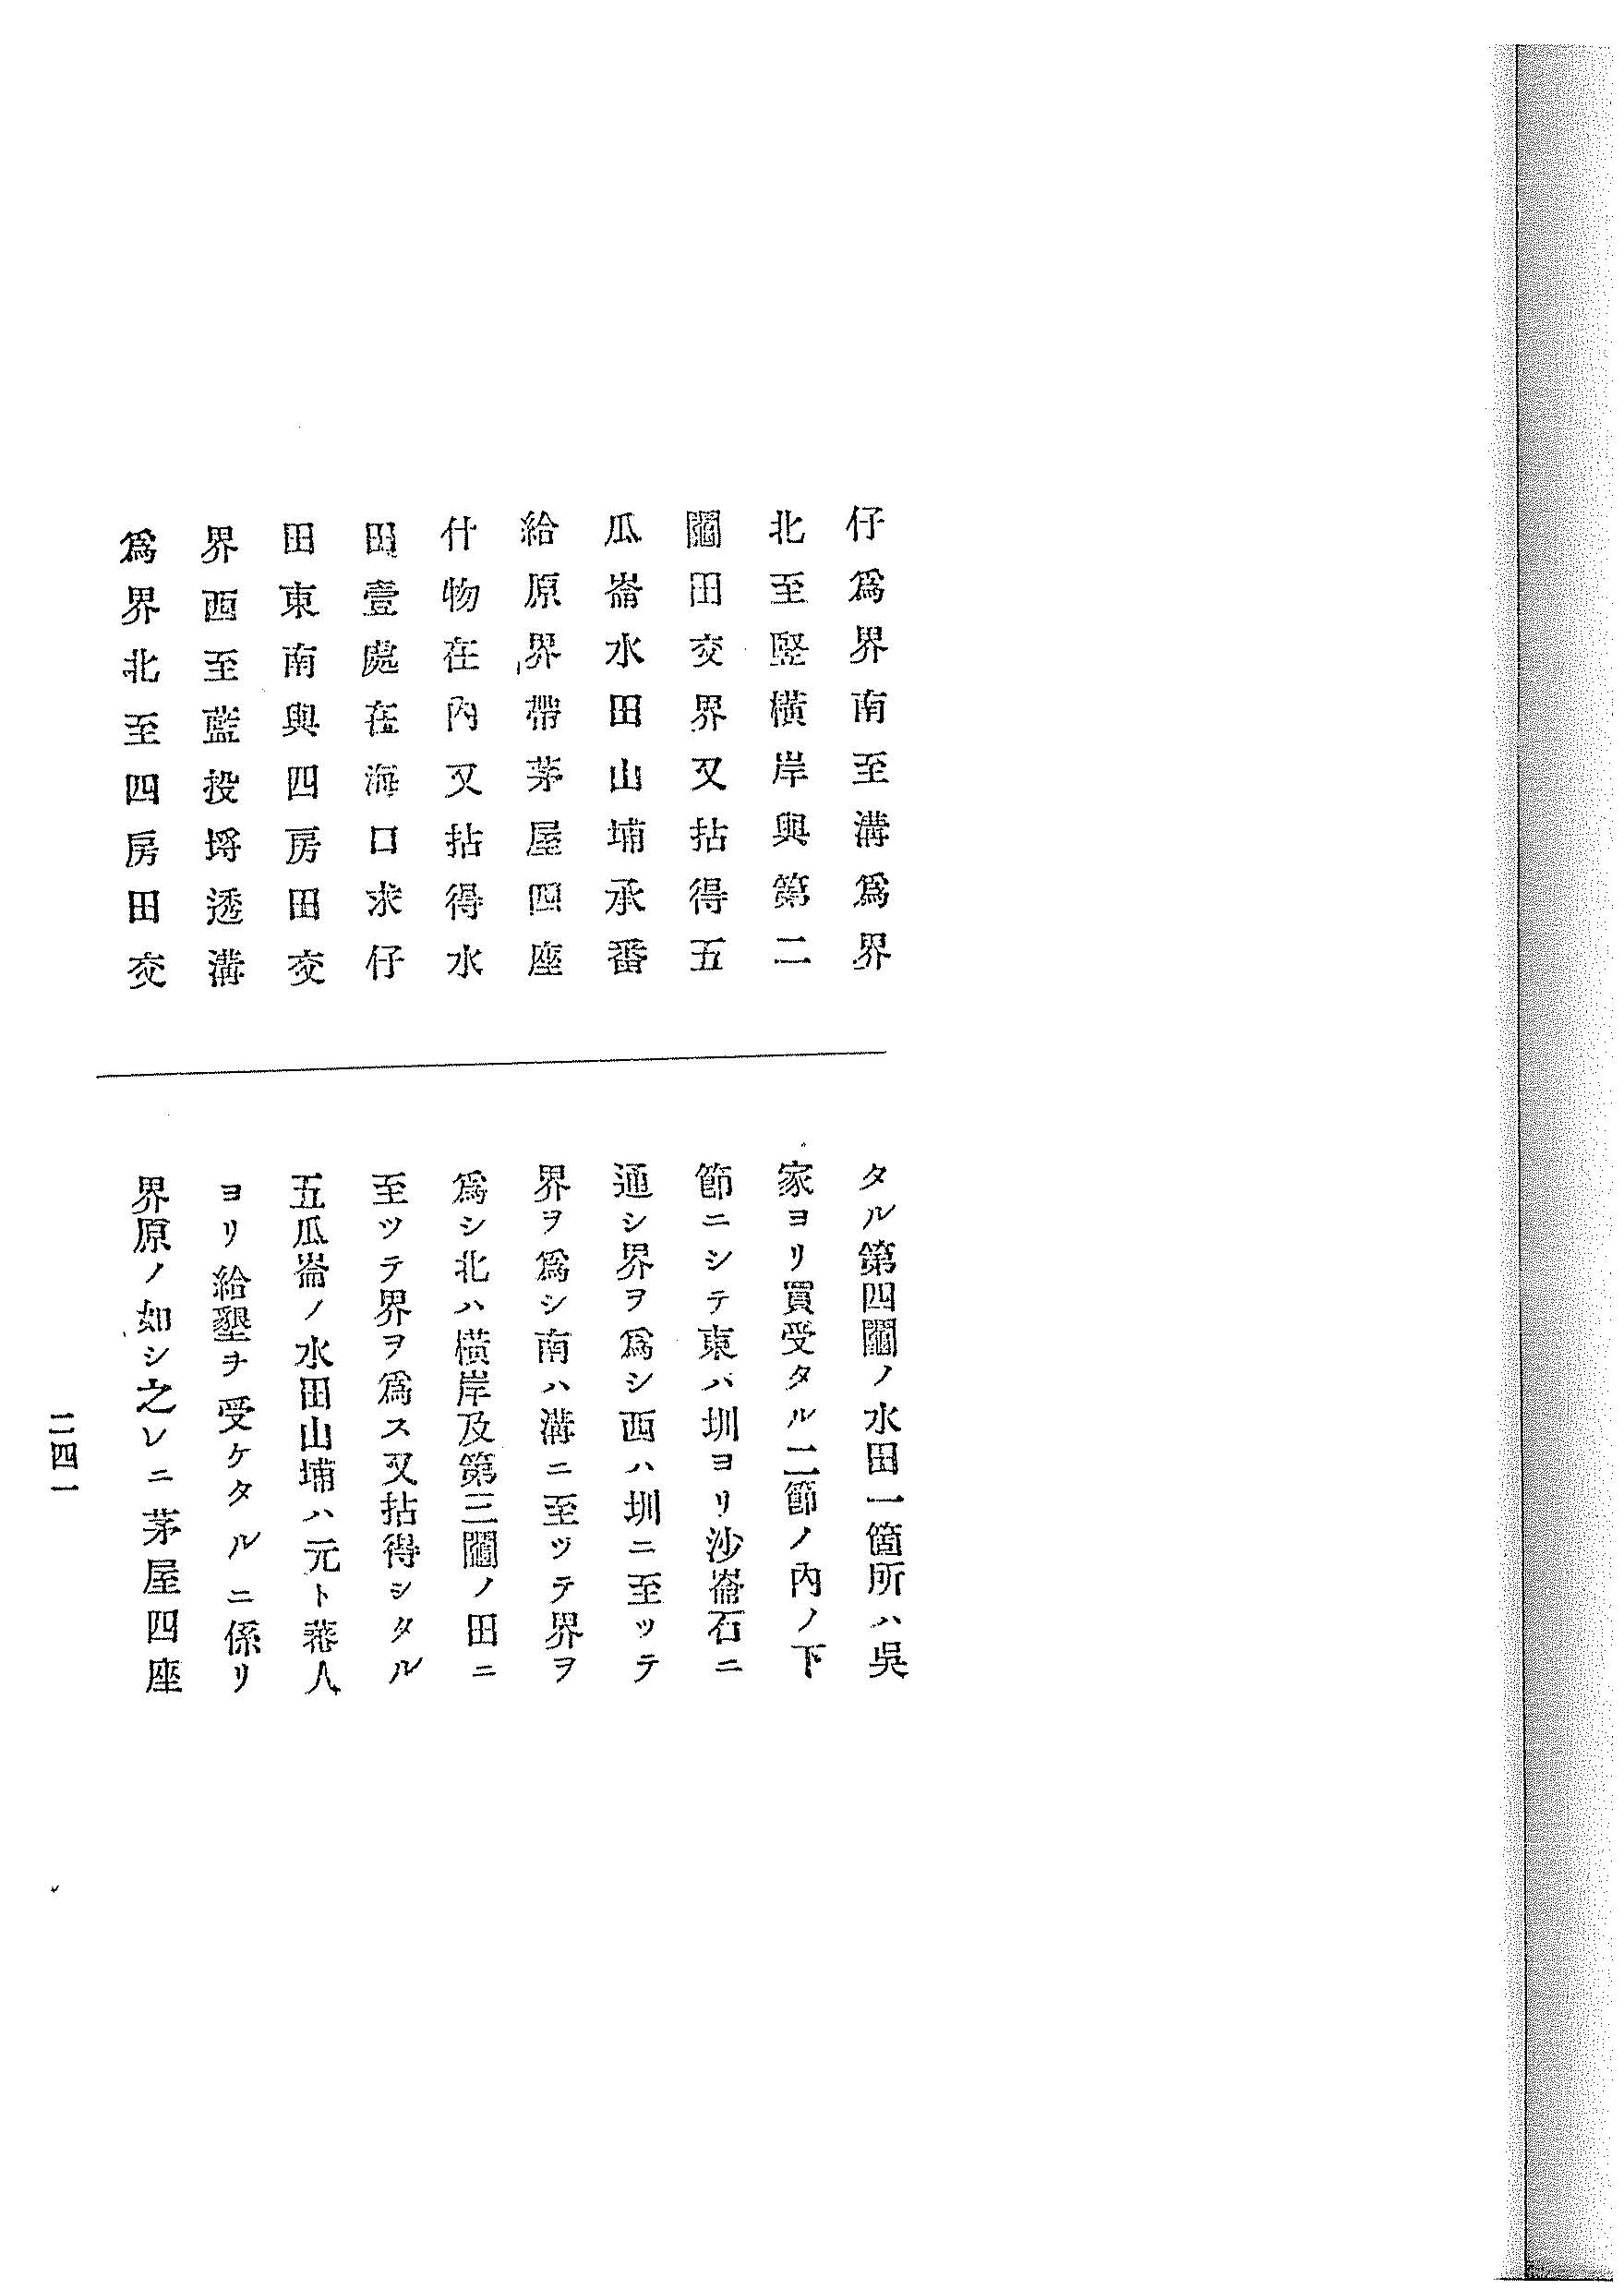 仔爲界南至溝爲界
北至竪橫岸與第二
鬮田交界又拈得五
瓜崙水田山埔承番
給原界帶茅屋四座
什物在內又拈得水
田壹處在海口求仔
田東南與四房田交
界西至藍投埒透溝
爲界北至四房田交
タル第四鬮ノ水田一箇所ハ吳
家ヨリ買受タル二節ノ內ノ下
節ニシテ東ハ圳ヨリ沙崙石ニ
通シ界ヲ爲シ西ハ圳ニ至ッテ
界ヲ爲シ南ハ溝ニ至ッテ界ヲ
爲シ北ハ橫岸及第三鬮ノ田ニ
至ッテ界ヲ爲ス又拈得シタル
五瓜崙ノ水田山埔ハ元ト蕃人
ヨリ給墾ヲ受ケタルニ係リ
界原ノ如シ之レニ茅屋四座
二四一